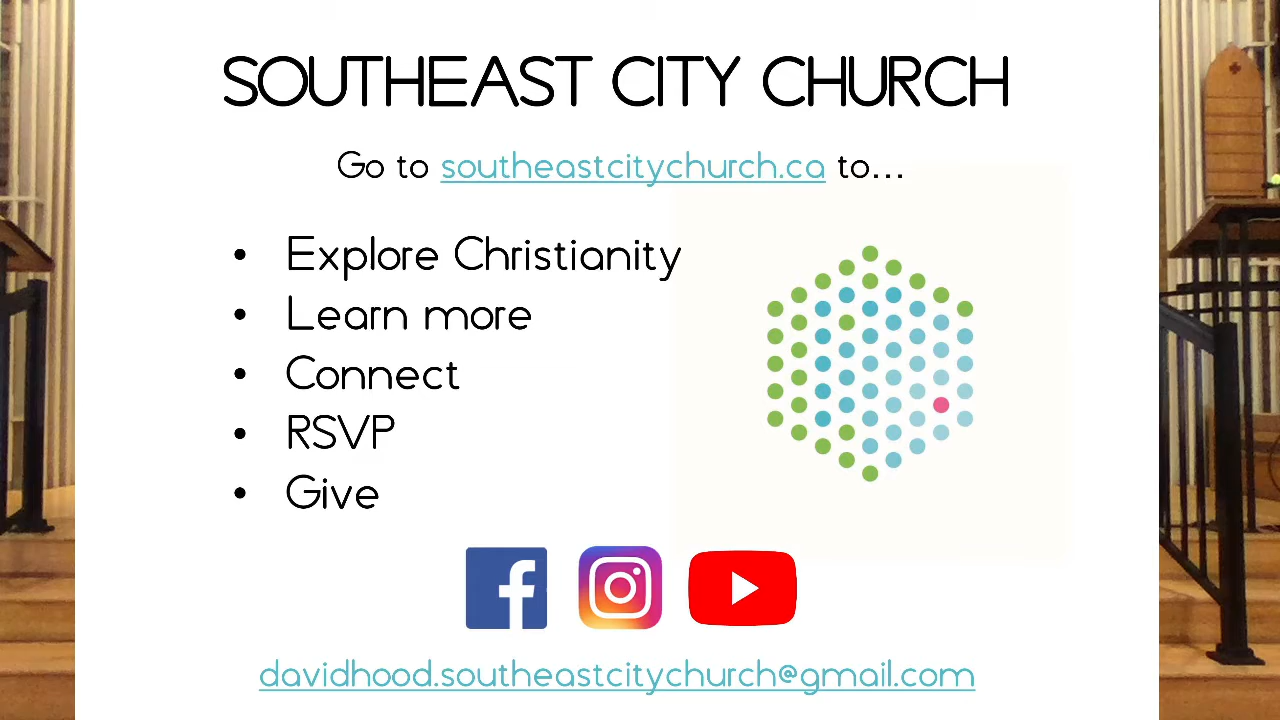 SOUTHEAST CITY CHURCH
Go to southeastcitychurch.ca to...
• Explore Christianity
• Learn more
• Connect
• RSVP
• Give
davidhood.southeastcitychurch@gmail.com